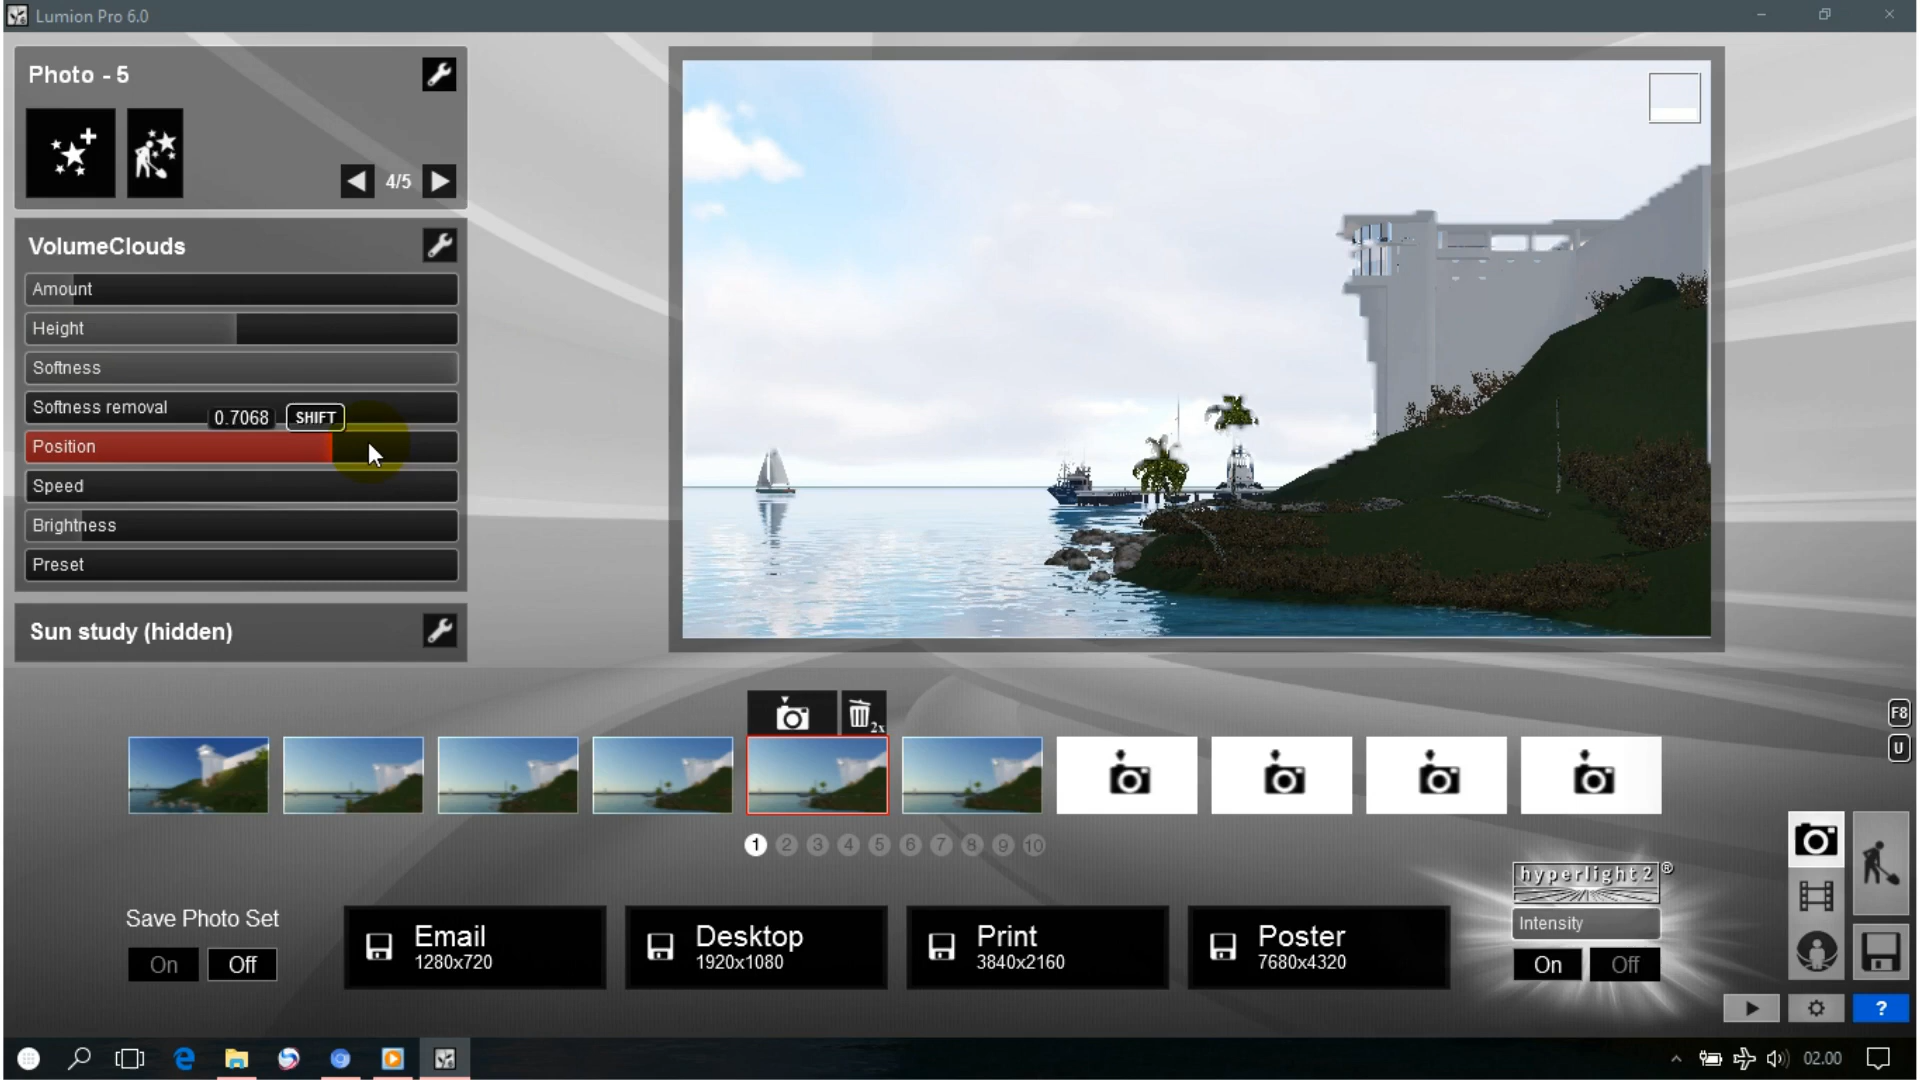 Lumion Pro 6.0
Photo - 5
4/5
VolumeClouds
Amount
Height
Softness
Softness removal
0.7068 SHIFT
Position
Speed
Brightness
Preset
Sun study (hidden)
2x
F8
U
1 2 3 4 5 6 7 8 9 10
hyperlight 2 ®
Intensity
On Off
Save Photo Set
On Off
Email
1280x720
Desktop
1920x1080
Print
3840x2160
Poster
7680x4320
?
02.00